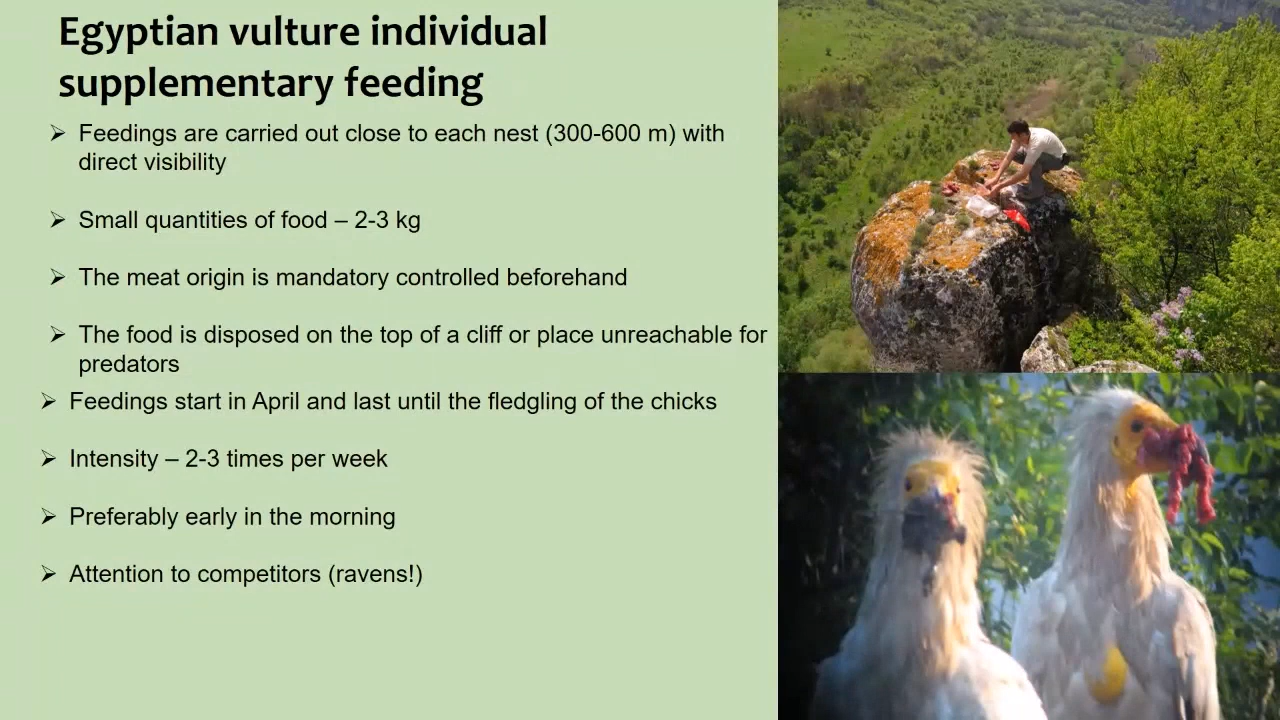 Egyptian vulture individual
supplementary feeding
➢ Feedings are carried out close to each nest (300-600 m) with
direct visibility
➢ Small quantities of food – 2-3 kg
➢ The meat origin is mandatory controlled beforehand
➢ The food is disposed on the top of a cliff or place unreachable for
predators
➢ Feedings start in April and last until the fledgling of the chicks
➢ Intensity – 2-3 times per week
➢ Preferably early in the morning
➢ Attention to competitors (ravens!)